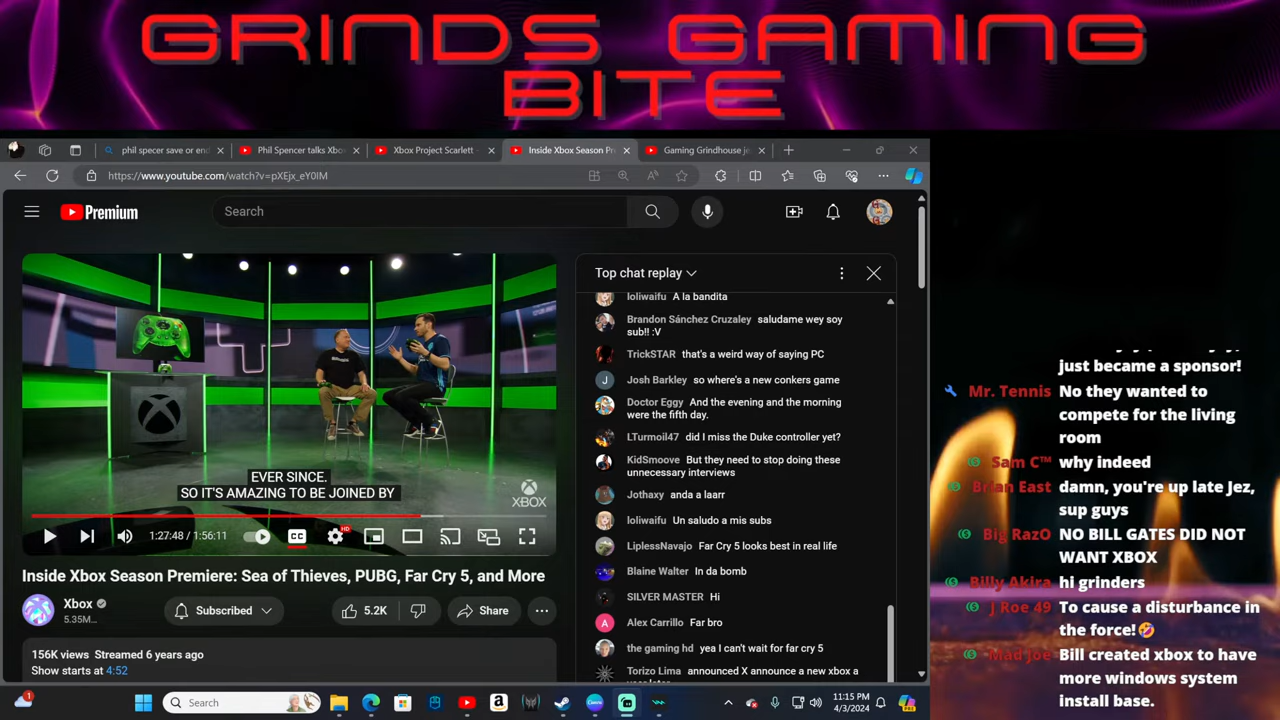 GRINDS GAMING
BITE
phil specer save or end
Phil Spencer talks Xbo
Xbox Project Scarlett -
Inside Xbox Season Pr
Gaming Grindhouse je
https://www.youtube.com/watch?v=pXEjx_eY0lM
Premium
Search
Top chat replay
loliwaifu A la bandita
Brandon Sánchez Cruzaley saludame wey soy
sub!! :V
TrickSTAR that's a weird way of saying PC
J Josh Barkley so where's a new conkers game
Doctor Eggy And the evening and the morning
were the fifth day.
LTurmoil47 did I miss the Duke controller yet?
KidSmoove But they need to stop doing these
unnecessary interviews
Jothaxy anda a laarr
loliwaifu Un saludo a mis subs
LiplessNavajo Far Cry 5 looks best in real life
Blaine Walter In da bomb
SILVER MASTER Hi
A Alex Carrillo Far bro
the gaming hd yea I can't wait for far cry 5
Torizo Lima announced X announce a new xbox a
EVER SINCE.
SO IT'S AMAZING TO BE JOINED BY
XBOX
1:27:48 / 1:56:11
CC
HD
Inside Xbox Season Premiere: Sea of Thieves, PUBG, Far Cry 5, and More
Xbox
5.35M...
Subscribed
5.2K
Share
156K views Streamed 6 years ago
Show starts at 4:52
just became a sponsor!
Mr. Tennis No they wanted to
compete for the living
room
Sam C™ why indeed
Brian East damn, you're up late Jez,
sup guys
Big RazO NO BILL GATES DID NOT
WANT XBOX
Billy Akira hi grinders
J Roe 49 To cause a disturbance in
the force!🤣
Mad Joe Bill created xbox to have
more windows system
install base.
1
Search
11:15 PM
4/3/2024